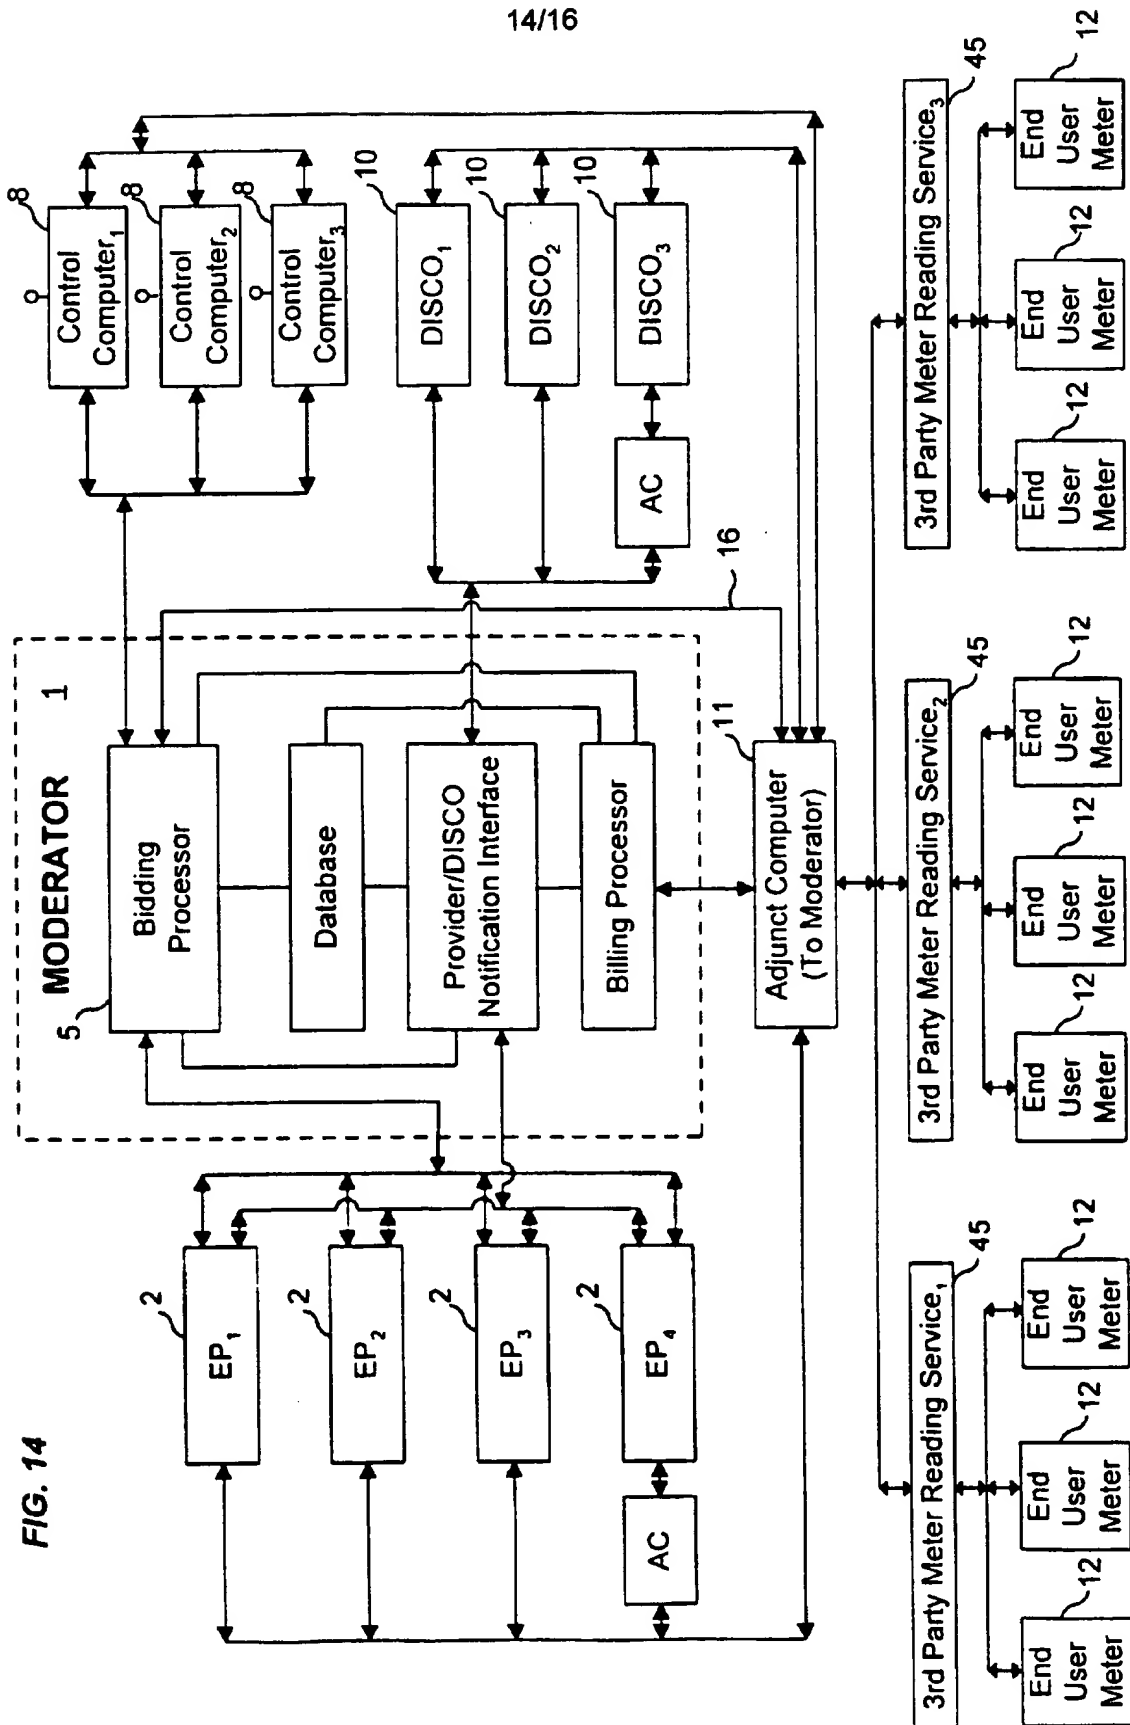 14/16
FIG. 14
MODERATOR
1
5
Bidding
Processor
Database
Provider/DISCO
Notification Interface
Billing Processor
2
EP1
2
EP2
2
EP3
2
EP4
AC
8
Control
Computer1
8
Control
Computer2
8
Control
Computer3
10
DISCO1
10
DISCO2
10
DISCO3
AC
16
11
Adjunct Computer
(To Moderator)
45
3rd Party Meter Reading Service1
12
End
User
Meter
12
End
User
Meter
12
End
User
Meter
45
3rd Party Meter Reading Service2
12
End
User
Meter
12
End
User
Meter
12
End
User
Meter
45
3rd Party Meter Reading Service3
12
End
User
Meter
12
End
User
Meter
12
End
User
Meter